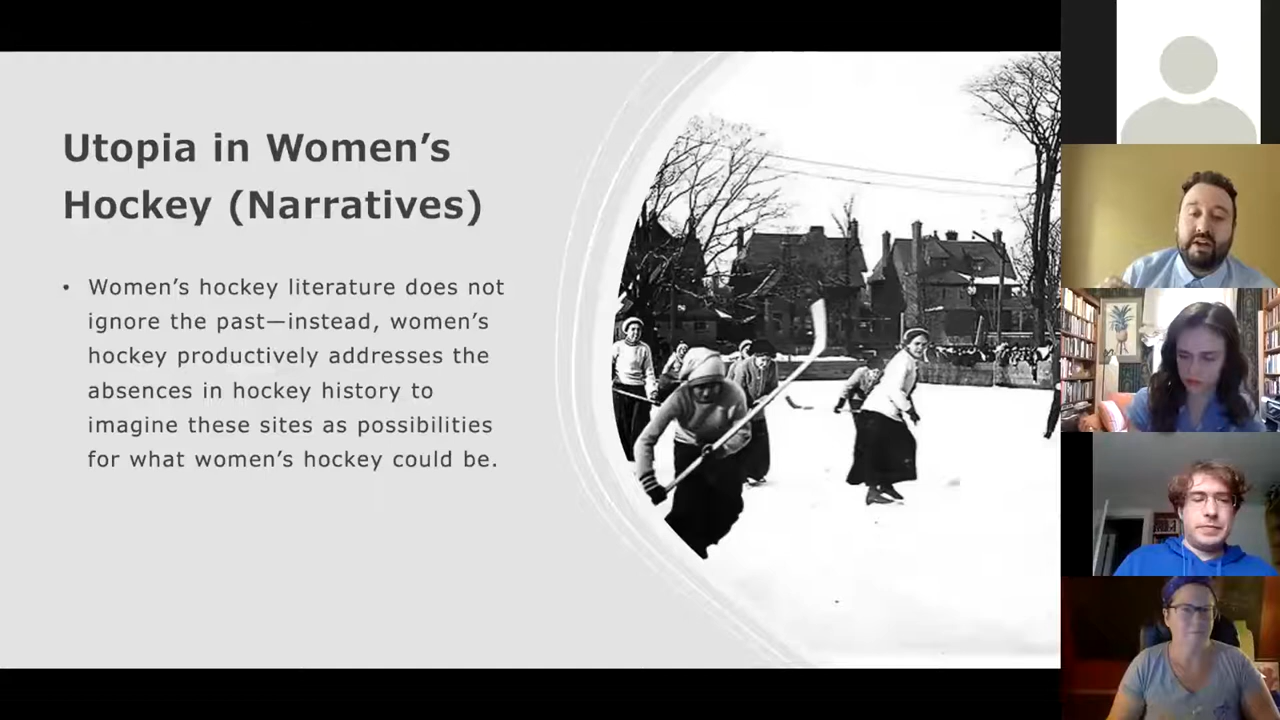 Utopia in Women’s
Hockey (Narratives)
• Women’s hockey literature does not
ignore the past—instead, women’s
hockey productively addresses the
absences in hockey history to
imagine these sites as possibilities
for what women’s hockey could be.